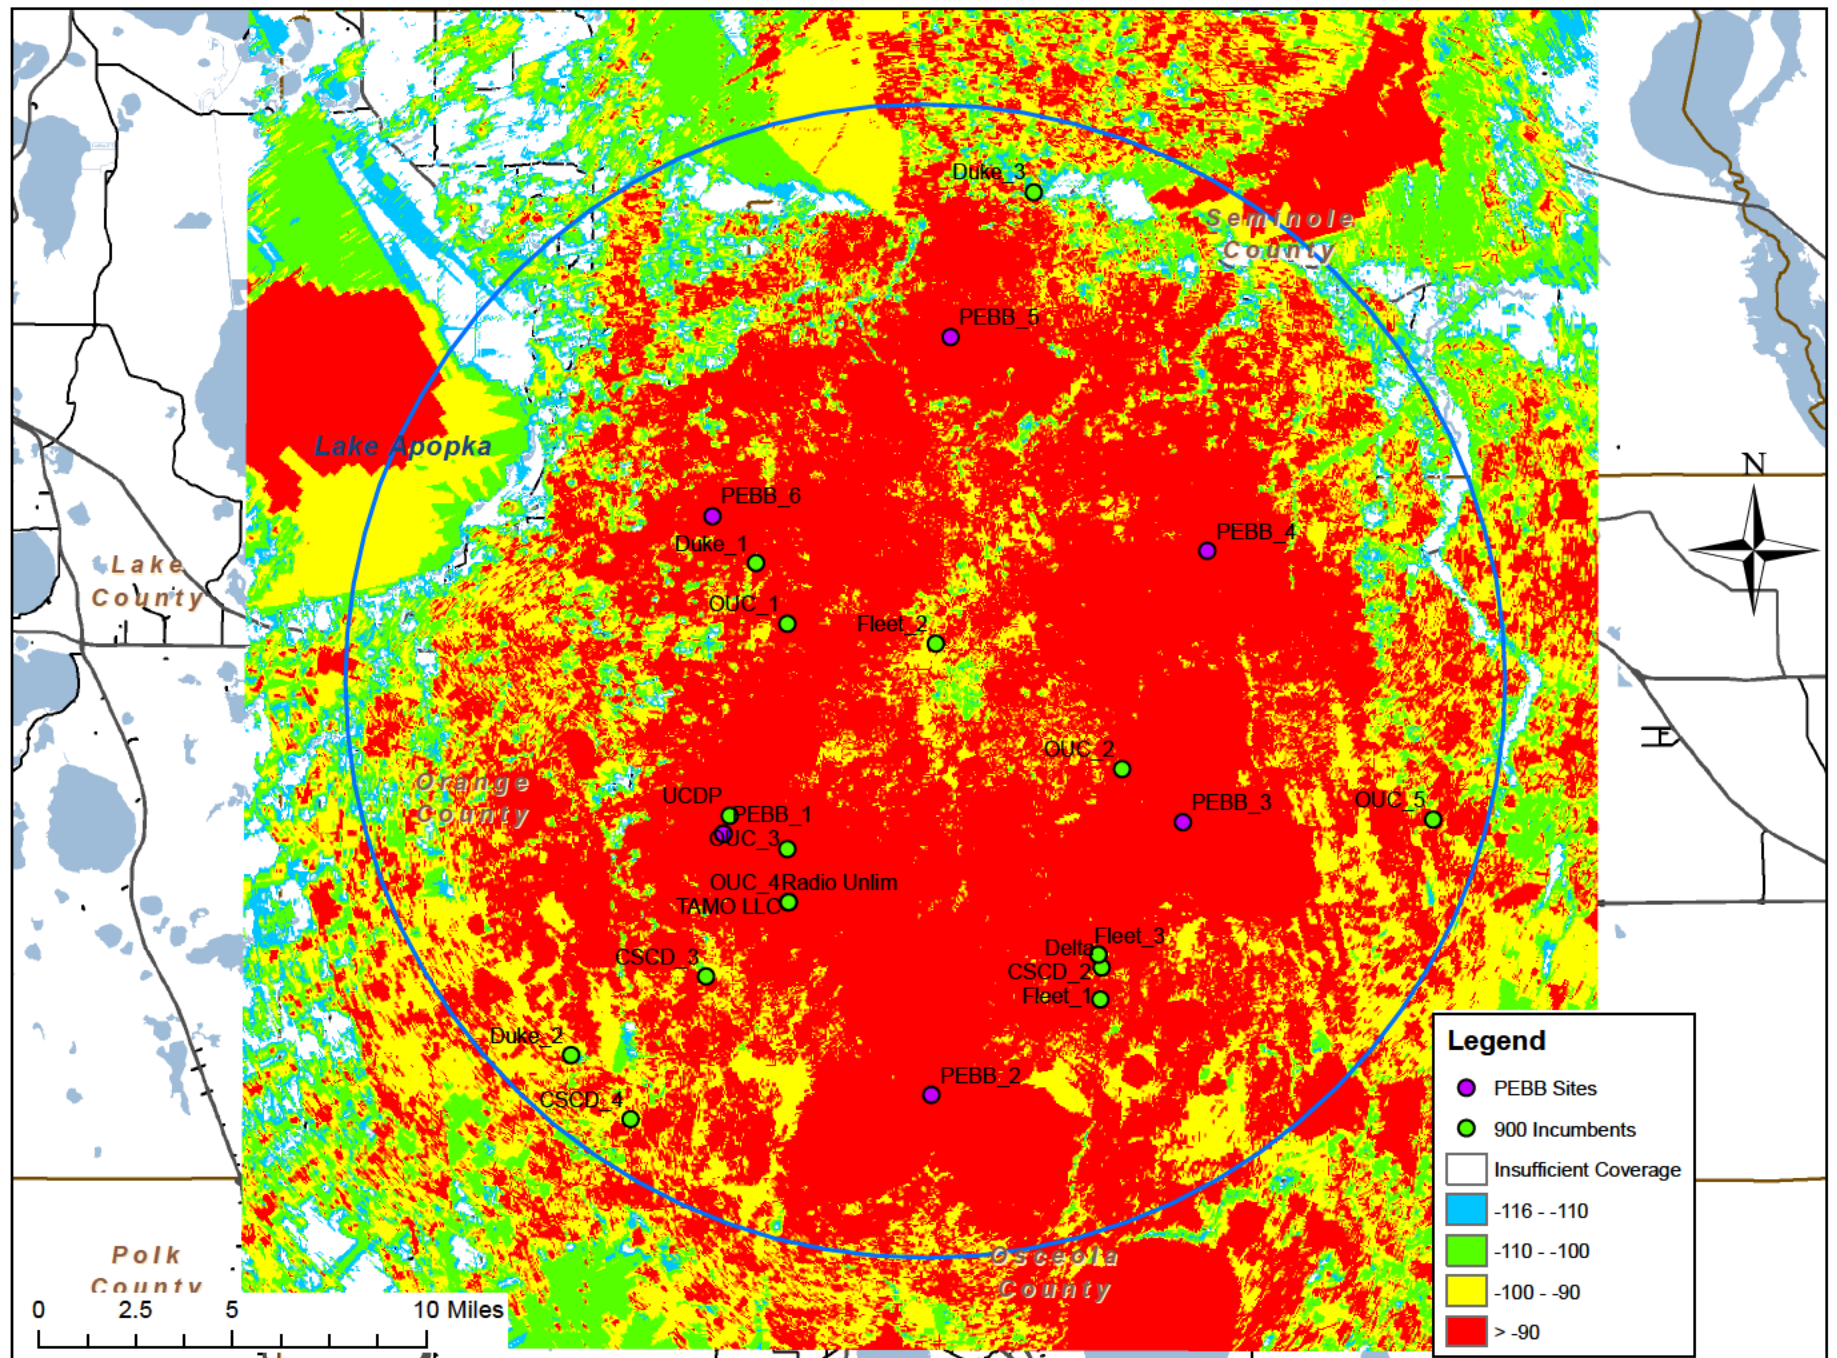 Duke_3
Seminole
County
PEBB_5
Lake Apopka
N
PEBB_6
PEBB_4
Duke_1
Lake
County
OUC_1
Fleet_2
OUC_2
Orange
County
UCDP
PEBB_1
PEBB_3
OUC_5
OUC_3
OUC_4 Radio Unlim
TAMO LLC
Fleet_3
Delta
CSCD_3
CSCD_2
Fleet_1
Duke_2
PEBB_2
CSCD_4
Osceola
County
Polk
County
0 2.5 5 10 Miles
Legend
PEBB Sites
900 Incumbents
Insufficient Coverage
-116 - -110
-110 - -100
-100 - -90
> -90